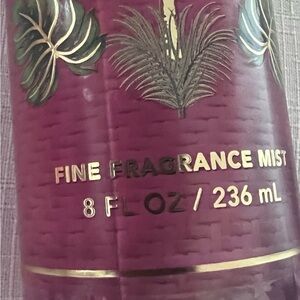 FINE FRAGRANCE MIST
8 FL OZ / 236 mL